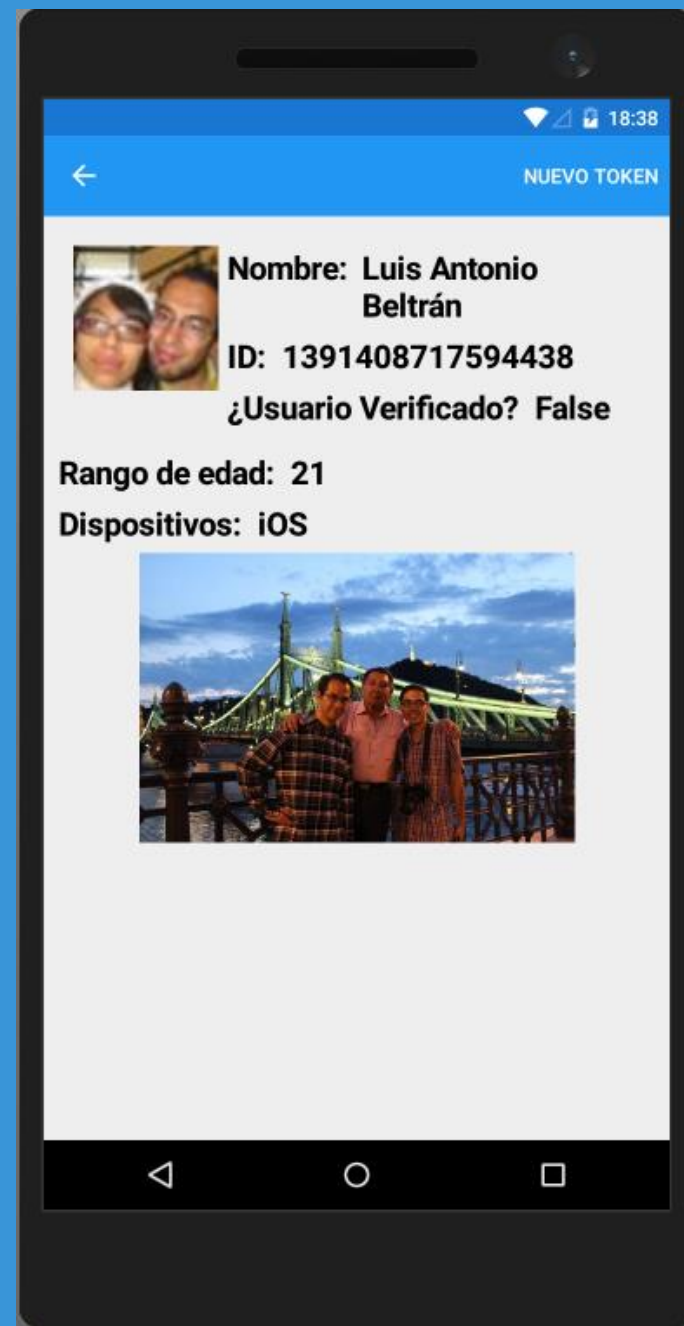 18:38
NUEVO TOKEN
Nombre: Luis Antonio
Beltrán
ID: 1391408717594438
¿Usuario Verificado? False
Rango de edad: 21
Dispositivos: iOS